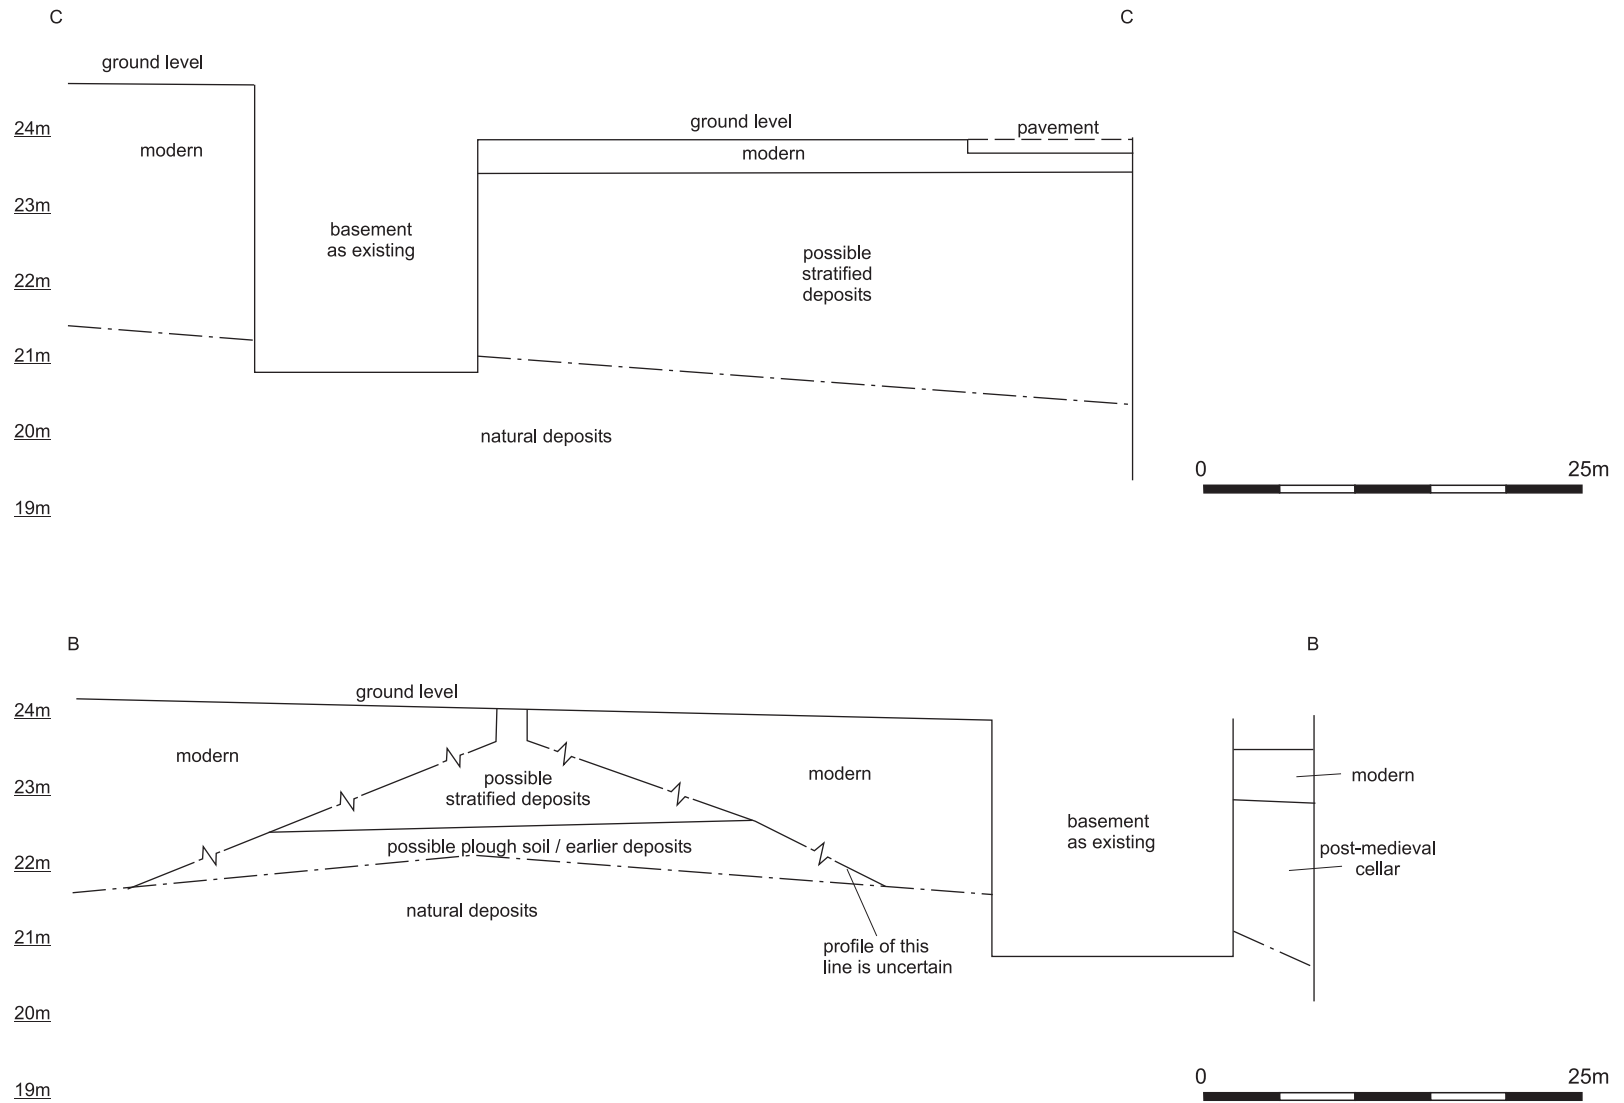 C
C
ground level
24m
ground level
pavement
modern
modern
23m
basement
as existing
possible
stratified
deposits
22m
21m
20m
natural deposits
0
25m
19m
B
B
ground level
24m
modern
possible
stratified deposits
modern
modern
23m
basement
as existing
possible plough soil / earlier deposits
post-medieval
cellar
22m
natural deposits
21m
profile of this
line is uncertain
20m
0
25m
19m